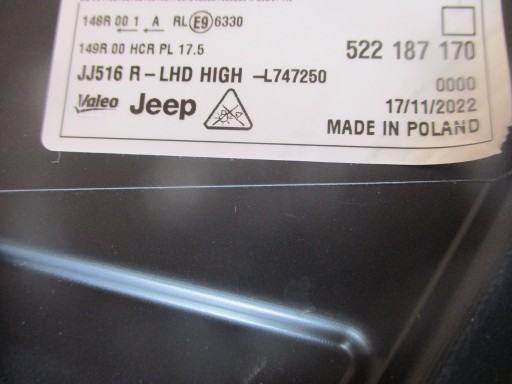 148R 00 1 A RL E9 6330
149R 00 HCR PL 17.5
522 187 170
JJ516 R-LHD HIGH -L747250
0000
Valeo Jeep
17/11/2022
MADE IN POLAND